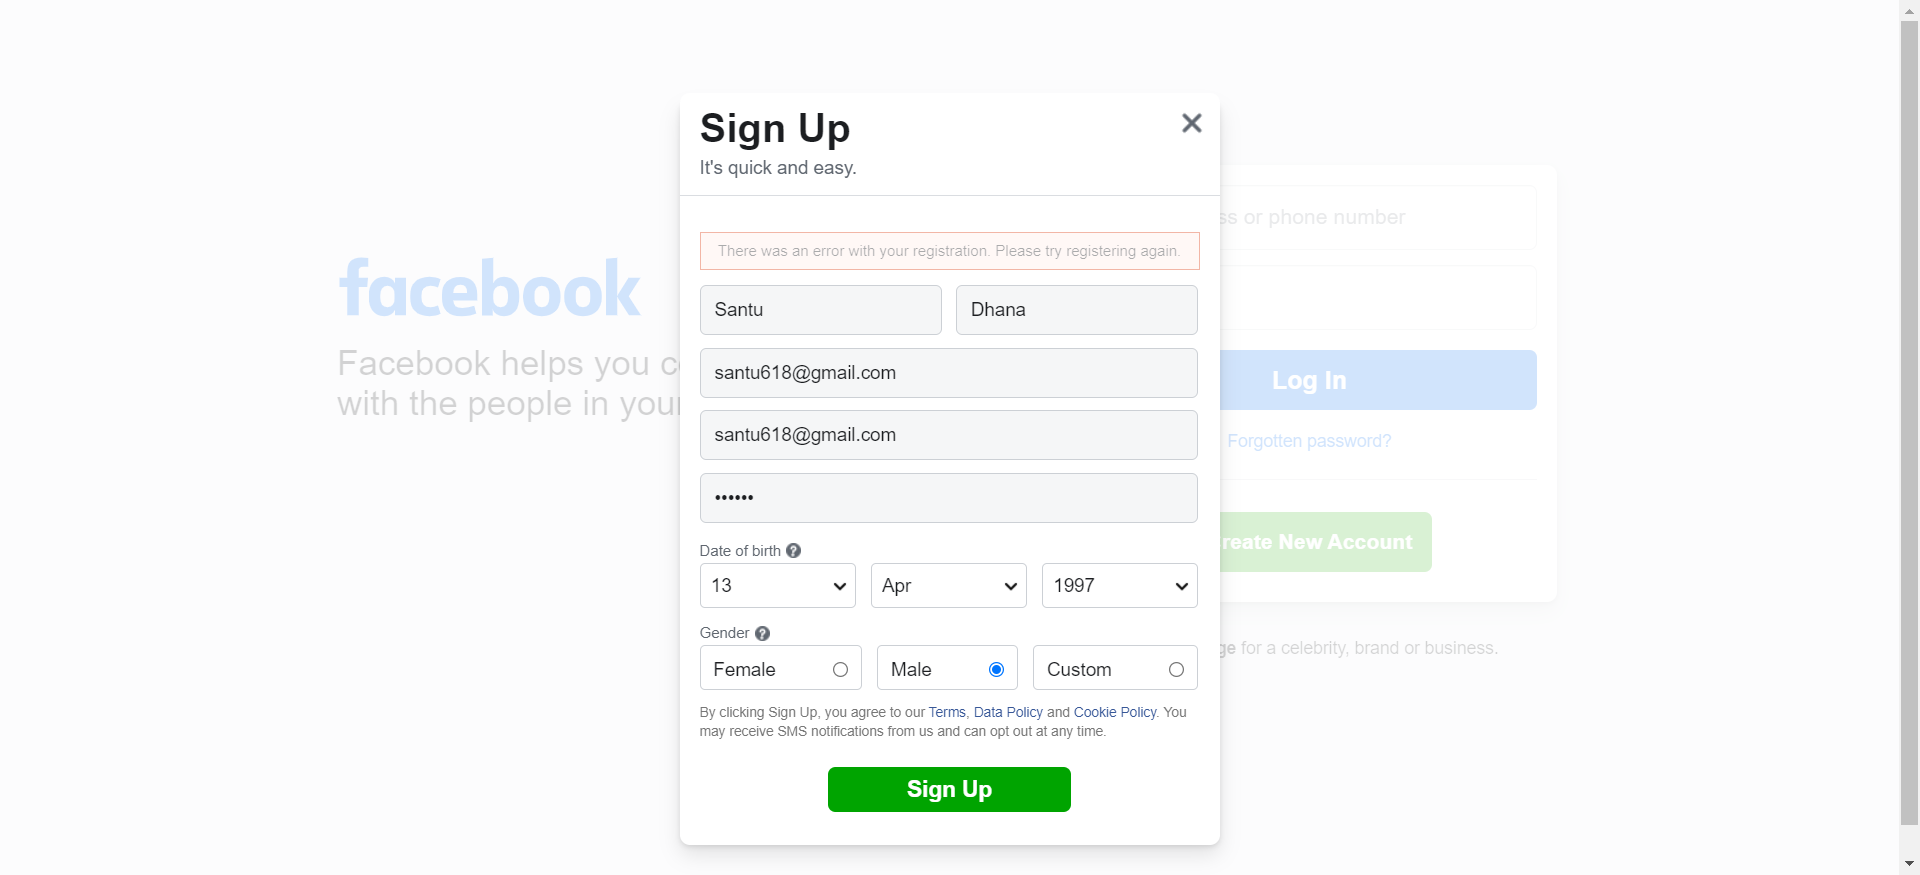 Sign Up
It's quick and easy.
There was an error with your registration. Please try registering again.
Santu Dhana
santu618@gmail.com
santu618@gmail.com
••••••
Date of birth
13 Apr 1997
Gender
Female Male Custom
By clicking Sign Up, you agree to our Terms, Data Policy and Cookie Policy. You
may receive SMS notifications from us and can opt out at any time.
Sign Up
facebook
Facebook helps you
with the people in your
or phone number
Log In
Forgotten password?
New Account
for a celebrity, brand or business.